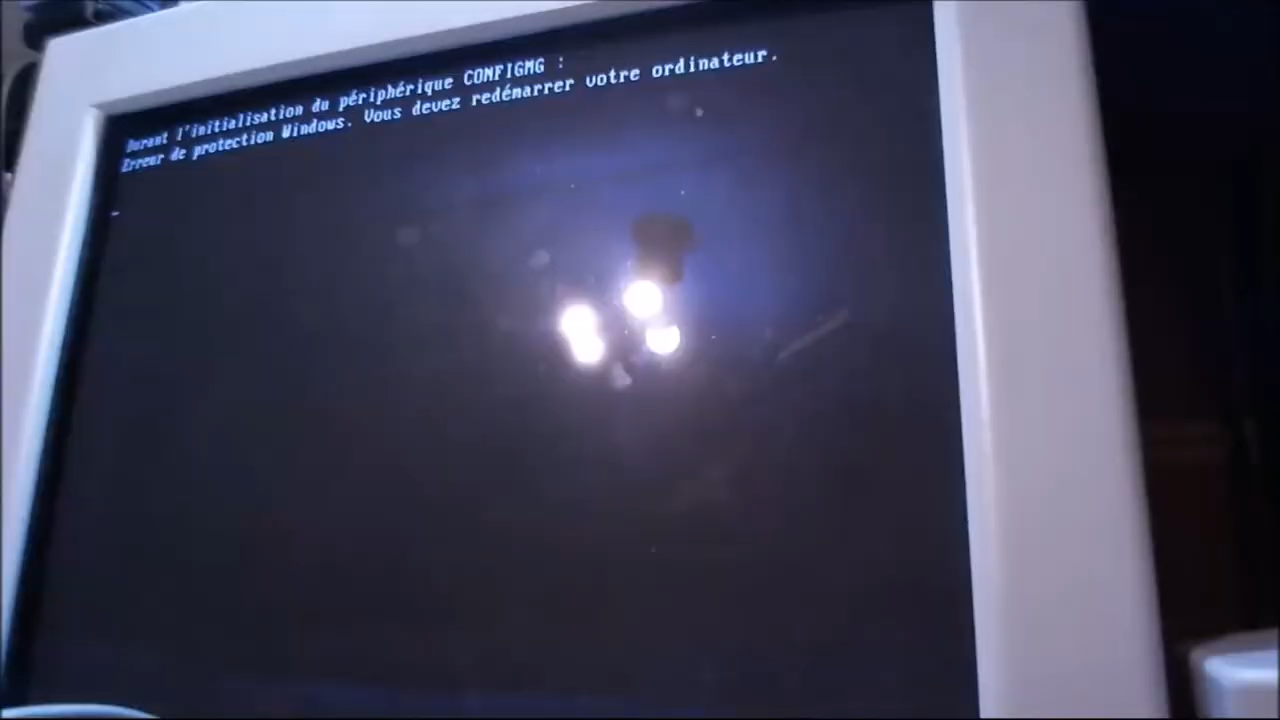 Durant l'initialisation du périphérique CONFIGMG :
Erreur de protection Windows. Vous devez redémarrer votre ordinateur.